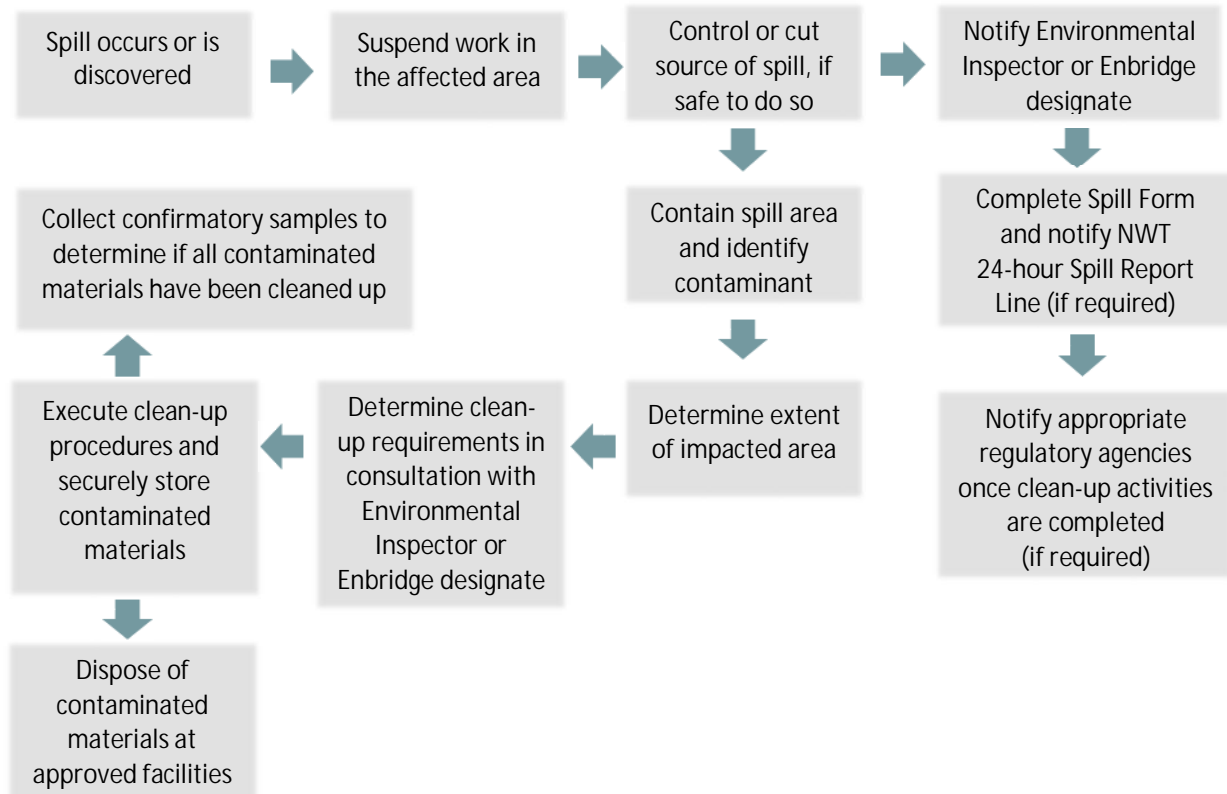 Spill occurs or is
discovered
Suspend work in
the affected area
Control or cut
source of spill, if
safe to do so
Notify Environmental
Inspector or Enbridge
designate
Collect confirmatory samples to
determine if all contaminated
materials have been cleaned up
Contain spill area
and identify
contaminant
Complete Spill Form
and notify NWT
24-hour Spill Report
Line (if required)
Execute clean-up
procedures and
securely store
contaminated
materials
Determine clean-
up requirements in
consultation with
Environmental
Inspector or
Enbridge designate
Determine extent
of impacted area
Notify appropriate
regulatory agencies
once clean-up activities
are completed
(if required)
Dispose of
contaminated
materials at
approved facilities